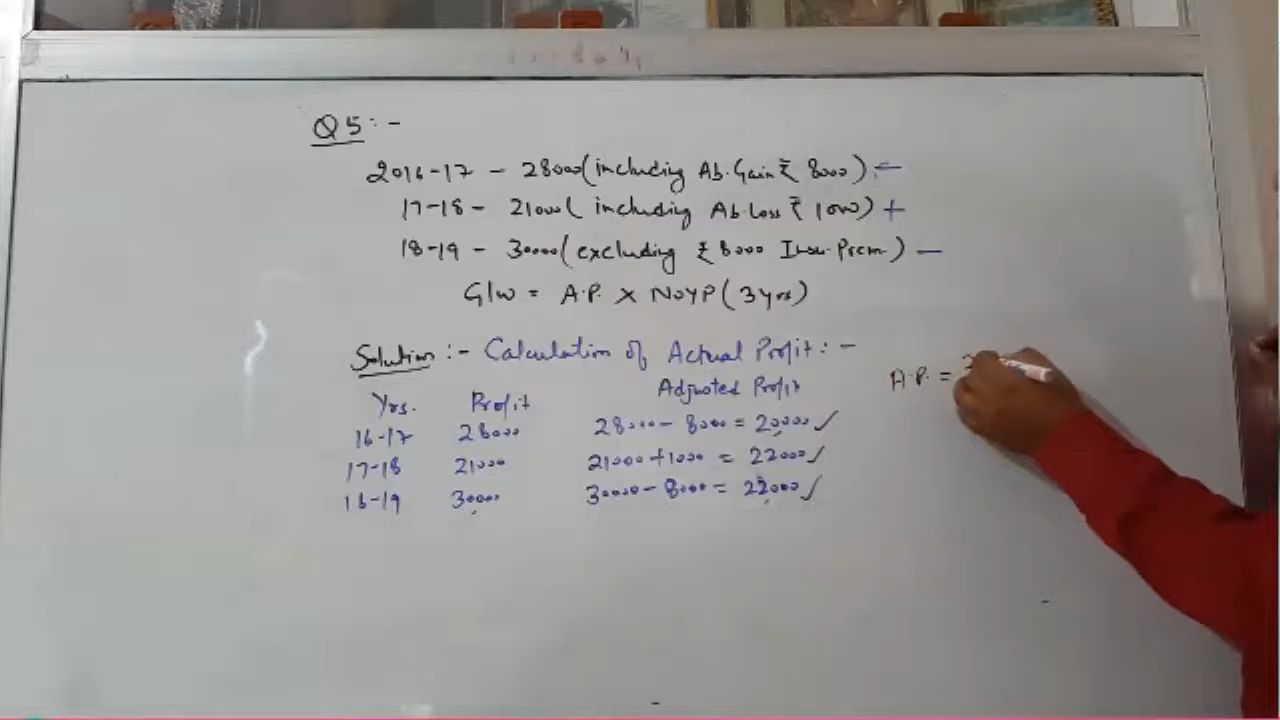 Q5:-
2016-17 - 28000 (including Ab. Gain ₹ 8000) -
17-18 - 21000 ( including Ab. Loss ₹ 1000) +
18-19 - 30000 (excluding ₹ 8000 Insu. Prem.) -
G/w = A.P. × NOYP (3 yrs)
Solution :- Calculation of Actual Profit :-
Yrs. Profit Adjusted Profit
16-17 28000 28000 - 8000 = 20000 ✓
17-18 21000 21000 + 1000 = 22000 ✓
18-19 30000 30000 - 8000 = 22000 ✓
A.P. =